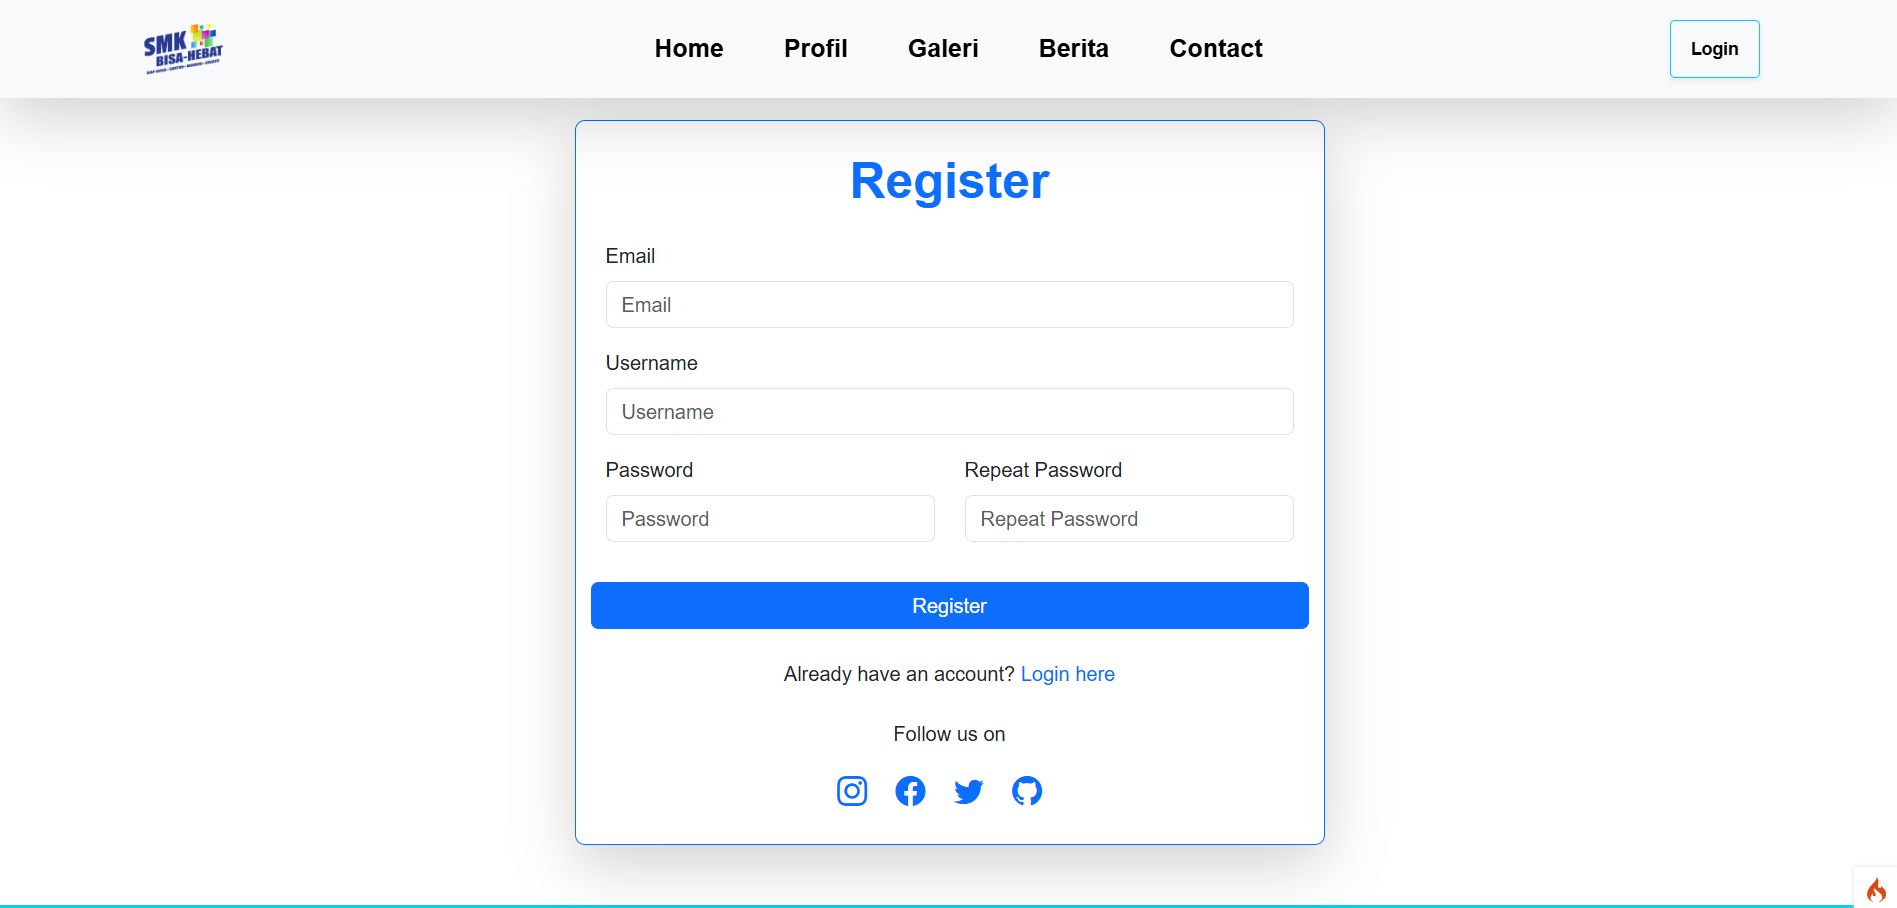 SMK
BISA-HEBAT
Home
Profil
Galeri
Berita
Contact
Login
Register
Email
Email
Username
Username
Password
Repeat Password
Password
Repeat Password
Register
Already have an account? Login here
Follow us on